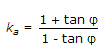 kₐ = (1 + tan φ) / (1 - tan φ)